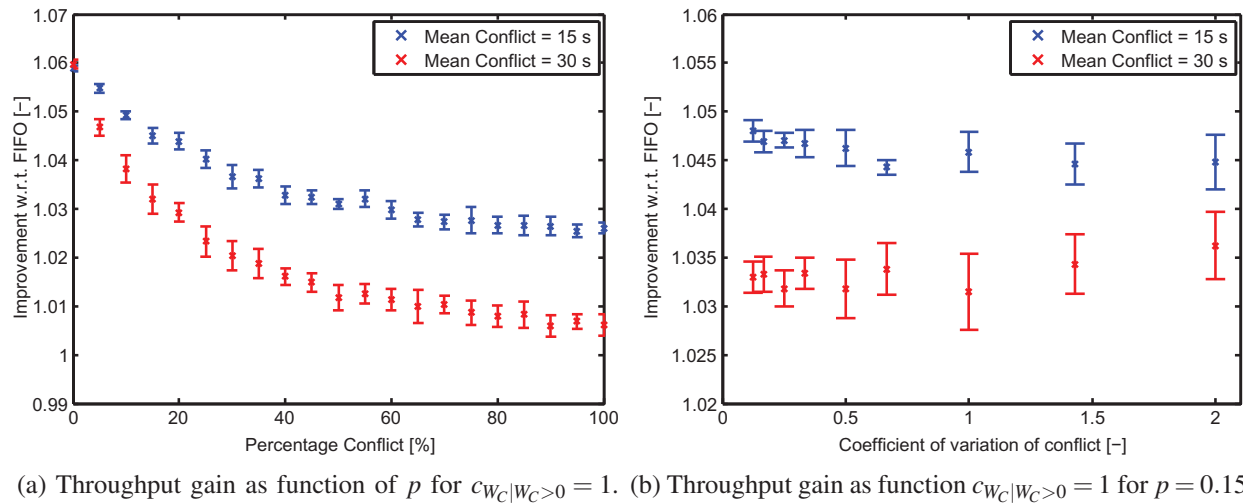 1.07
1.06
1.05
1.04
1.03
1.02
1.01
1
0.99
Improvement w.r.t. FIFO [-]
Mean Conflict = 15 s
Mean Conflict = 30 s
0 20 40 60 80 100
Percentage Conflict [%]
(a) Throughput gain as function of p for c_{W_C|W_C>0} = 1.
1.06
1.055
1.05
1.045
1.04
1.035
1.03
1.025
1.02
Improvement w.r.t. FIFO [-]
Mean Conflict = 15 s
Mean Conflict = 30 s
0 0.5 1 1.5 2
Coefficient of variation of conflict [-]
(b) Throughput gain as function c_{W_C|W_C>0} = 1 for p = 0.15